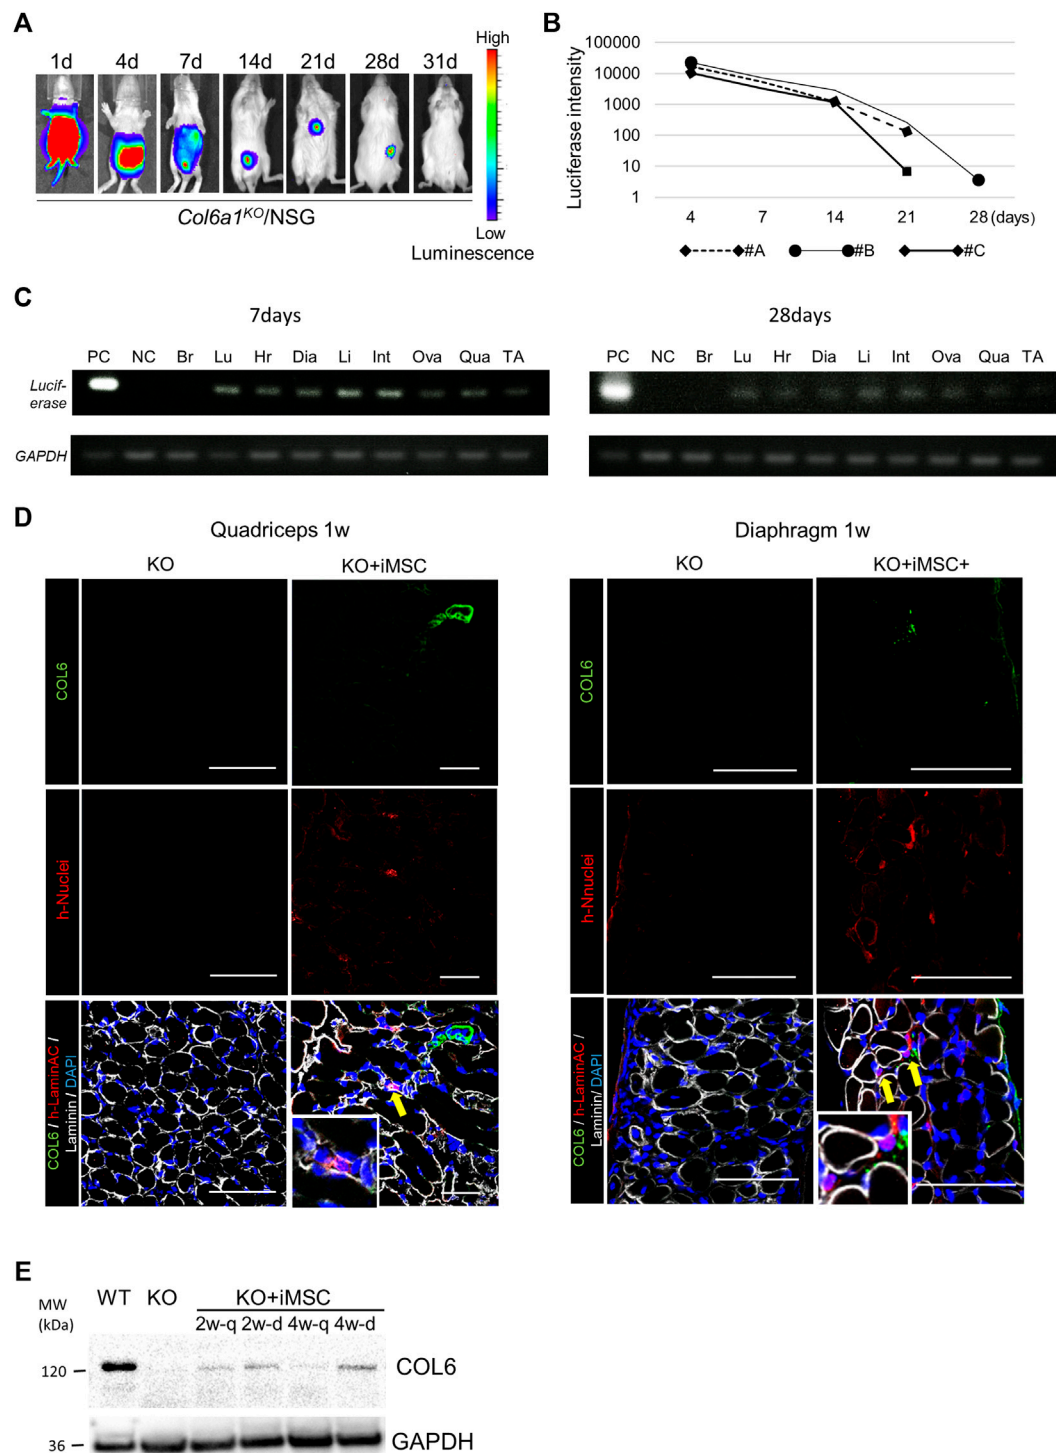 A
1d 4d 7d 14d 21d 28d 31d
High
Low
Luminescence
Col6a1KO/NSG
B
Luciferase intensity
100000
10000
1000
100
10
1
4 7 14 21 28 (days)
#A #B #C
C
7days
28days
PC NC Br Lu Hr Dia Li Int Ova Qua TA
PC NC Br Lu Hr Dia Li Int Ova Qua TA
Lucif-
erase
GAPDH
D
Quadriceps 1w
Diaphragm 1w
KO KO+iMSC
KO KO+iMSC+
COL6
COL6
h-Nnuclei
h-Nnuclei
COL6 / h-LaminAC /
Laminin/ DAPI
COL6 / h-LaminAC /
Laminin/ DAPI
E
MW
(kDa)
WT KO KO+iMSC
2w-q 2w-d 4w-q 4w-d
120
COL6
36
GAPDH